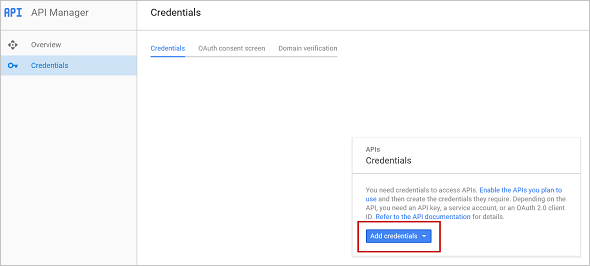 API API Manager
Credentials
Overview
Credentials
Credentials OAuth consent screen Domain verification
APIs
Credentials
You need credentials to access APIs. Enable the APIs you plan to
use and then create the credentials they require. Depending on the
API, you need an API key, a service account, or an OAuth 2.0 client
ID. Refer to the API documentation for details.
Add credentials